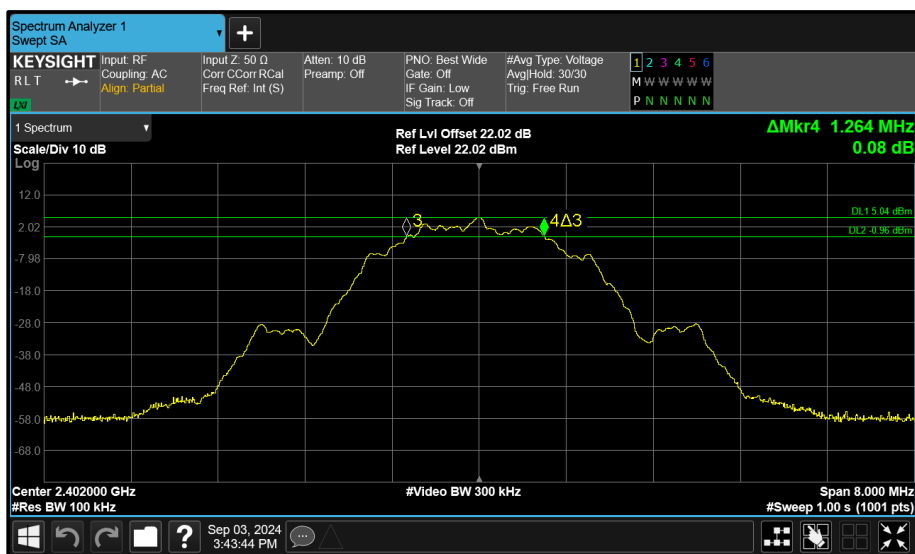 Spectrum Analyzer 1
Swept SA
+
KEYSIGHT
R L T
LXI
Input: RF
Coupling: AC
Align: Partial
Input Z: 50 Ω
Corr CCorr RCal
Freq Ref: Int (S)
Atten: 10 dB
Preamp: Off
PNO: Best Wide
Gate: Off
IF Gain: Low
Sig Track: Off
#Avg Type: Voltage
Avg|Hold: 30/30
Trig: Free Run
1 2 3 4 5 6
M W W W W W
P N N N N N
1 Spectrum
Scale/Div 10 dB
Ref Lvl Offset 22.02 dB
Ref Level 22.02 dBm
ΔMkr4 1.264 MHz
0.08 dB
Log
12.0
2.02
-7.98
-18.0
-28.0
-38.0
-48.0
-58.0
-68.0
3
4Δ3
DL1 5.04 dBm
DL2 -0.96 dBm
Center 2.402000 GHz
#Res BW 100 kHz
#Video BW 300 kHz
Span 8.000 MHz
#Sweep 1.00 s (1001 pts)
?
Sep 03, 2024
3:43:44 PM